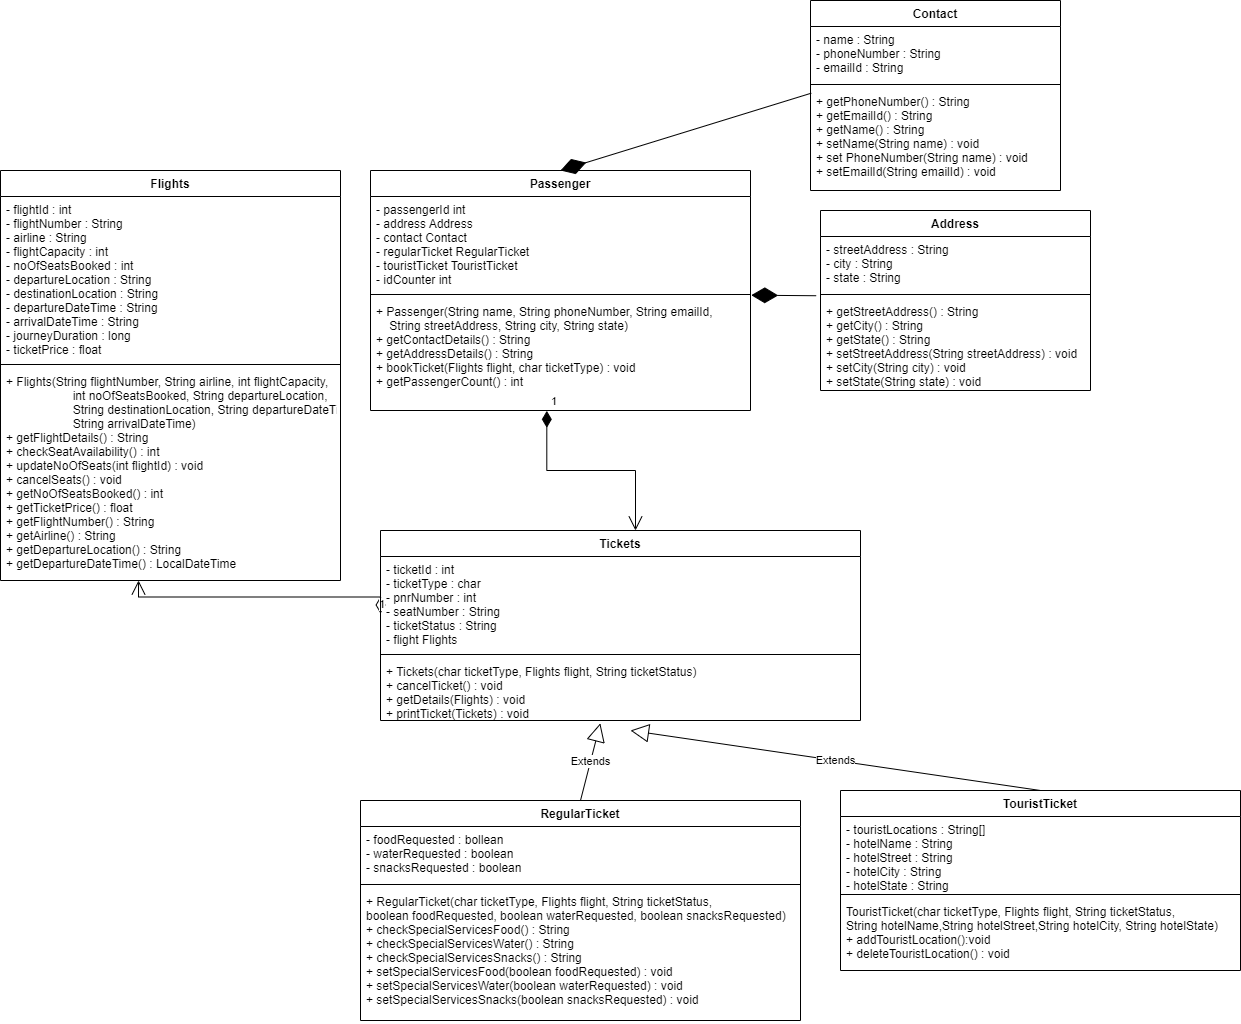 Contact
- name : String
- phoneNumber : String
- emailId : String
+ getPhoneNumber() : String
+ getEmailId() : String
+ getName() : String
+ setName(String name) : void
+ set PhoneNumber(String name) : void
+ setEmailId(String emailId) : void
Flights
- flightId : int
- flightNumber : String
- airline : String
- flightCapacity : int
- noOfSeatsBooked : int
- departureLocation : String
- destinationLocation : String
- departureDateTime : String
- arrivalDateTime : String
- journeyDuration : long
- ticketPrice : float
+ Flights(String flightNumber, String airline, int flightCapacity,
int noOfSeatsBooked, String departureLocation,
String destinationLocation, String departureDateT
String arrivalDateTime)
+ getFlightDetails() : String
+ checkSeatAvailability() : int
+ updateNoOfSeats(int flightId) : void
+ cancelSeats() : void
+ getNoOfSeatsBooked() : int
+ getTicketPrice() : float
+ getFlightNumber() : String
+ getAirline() : String
+ getDepartureLocation() : String
+ getDepartureDateTime() : LocalDateTime
Passenger
- passengerId int
- address Address
- contact Contact
- regularTicket RegularTicket
- touristTicket TouristTicket
- idCounter int
+ Passenger(String name, String phoneNumber, String emailId,
String streetAddress, String city, String state)
+ getContactDetails() : String
+ getAddressDetails() : String
+ bookTicket(Flights flight, char ticketType) : void
+ getPassengerCount() : int
1
Address
- streetAddress : String
- city : String
- state : String
+ getStreetAddress() : String
+ getCity() : String
+ getState() : String
+ setStreetAddress(String streetAddress) : void
+ setCity(String city) : void
+ setState(String state) : void
Tickets
- ticketId : int
- ticketType : char
- pnrNumber : int
- seatNumber : String
- ticketStatus : String
- flight Flights
1
+ Tickets(char ticketType, Flights flight, String ticketStatus)
+ cancelTicket() : void
+ getDetails(Flights) : void
+ printTicket(Tickets) : void
Extends
Extends
RegularTicket
- foodRequested : bollean
- waterRequested : boolean
- snacksRequested : boolean
+ RegularTicket(char ticketType, Flights flight, String ticketStatus,
boolean foodRequested, boolean waterRequested, boolean snacksRequested)
+ checkSpecialServicesFood() : String
+ checkSpecialServicesWater() : String
+ checkSpecialServicesSnacks() : String
+ setSpecialServicesFood(boolean foodRequested) : void
+ setSpecialServicesWater(boolean waterRequested) : void
+ setSpecialServicesSnacks(boolean snacksRequested) : void
TouristTicket
- touristLocations : String[]
- hotelName : String
- hotelStreet : String
- hotelCity : String
- hotelState : String
TouristTicket(char ticketType, Flights flight, String ticketStatus,
String hotelName,String hotelStreet,String hotelCity, String hotelState)
+ addTouristLocation():void
+ deleteTouristLocation() : void